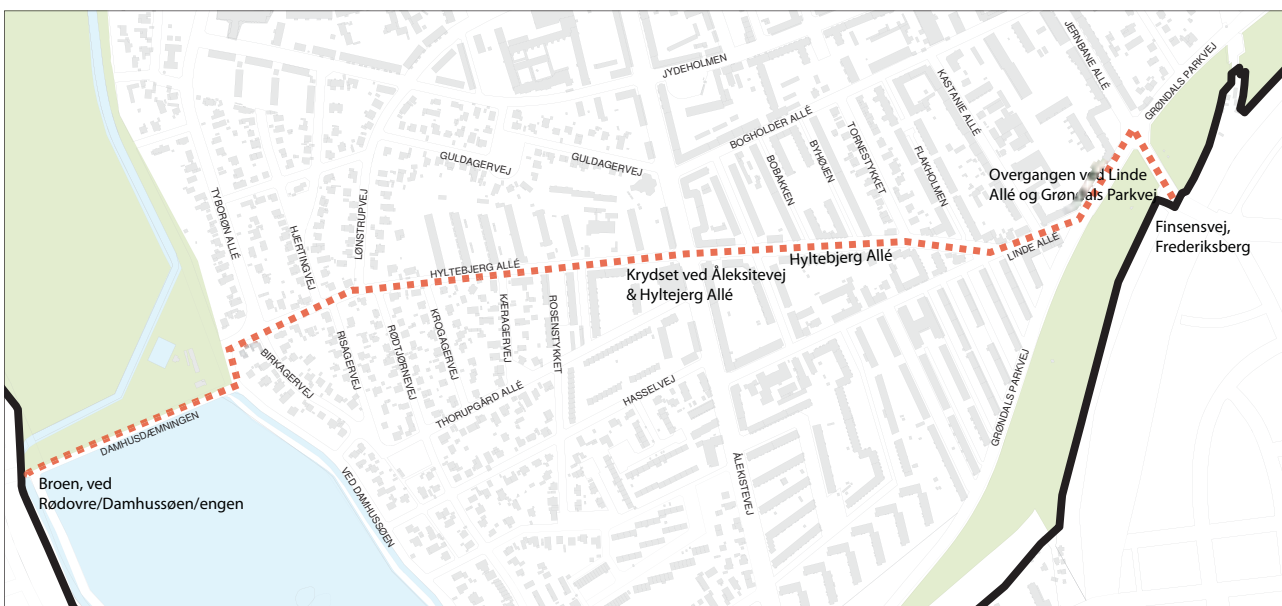 JYDEHOLMEN
JERNBANE ALLÉ
GRØNDALS PARKVEJ
KASTANIE ALLÉ
BOGHOLDER ALLÉ
BYHØJEN
TORNESTYKKET
FLAKHOLMEN
BOBAKKEN
GULDAGERVEJ
GULDAGERVEJ
TYBORØN ALLÉ
HJERTINGVEJ
LØNSTRUPVEJ
Overgangen ved Linde
Allé og Grøndals Parkvej
Finsensvej,
Frederiksberg
LINDE ALLÉ
Hyltebjerg Allé
HYLTEBJERG ALLÉ
Krydset ved Åleksitevej
& Hyltejerg Allé
BIRKAGERVEJ
RISAGERVEJ
RØDTJØRNEVEJ
KROGAGERVEJ
KÆRAGERVEJ
ROSENSTYKKET
THORUPGÅRD ALLÉ
HASSELVEJ
GRØNDALS PARKVEJ
DAMHUSDÆMNINGEN
VED DAMHUSSØEN
ÅLEKISTEVEJ
Broen, ved
Rødovre/Damhussøen/engen